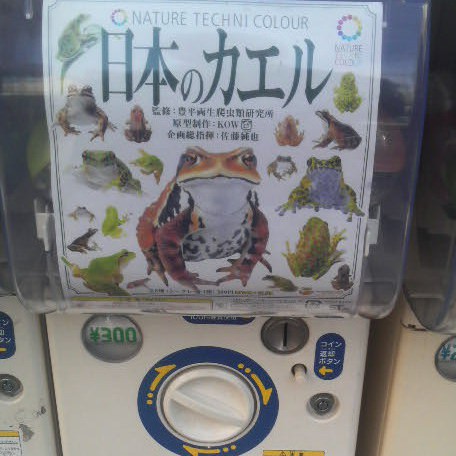 NATURE TECHNI COLOUR
NATURE
TECHNI
COLOUR
日本のカエル
監修：豊平両生爬虫類研究所
原型制作：KOW
企画総指揮：佐藤純也
¥300
コイン
返却
ボタン